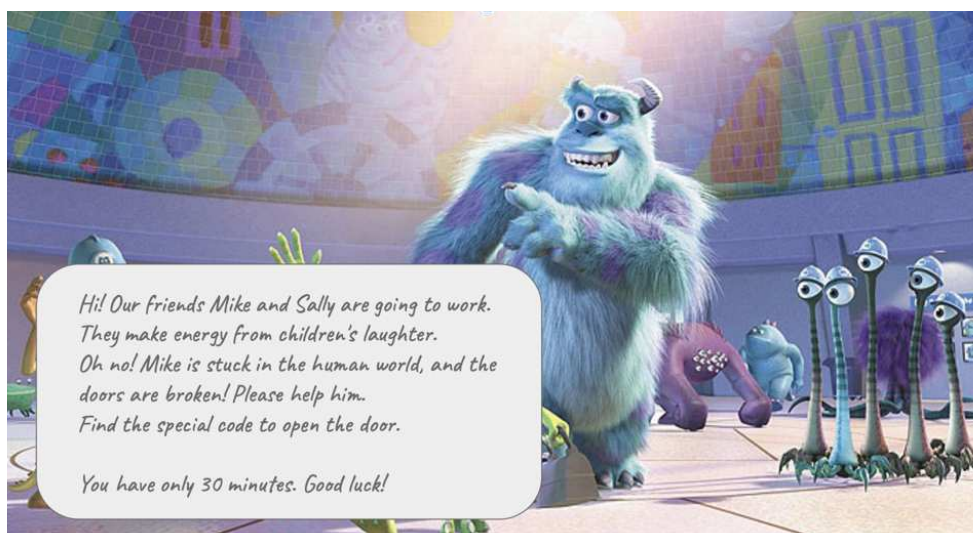 Hi! Our friends Mike and Sally are going to work.
They make energy from children's laughter.
Oh no! Mike is stuck in the human world, and the
doors are broken! Please help him.
Find the special code to open the door.
You have only 30 minutes. Good luck!